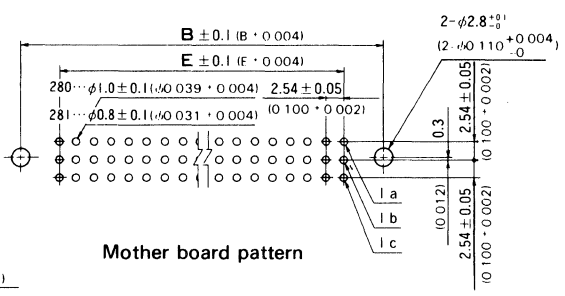 B ± 0.1 (B ± 0.004)
2-φ2.8 +0.1 -0
(2-φ0.110 +0.004 -0)
E ± 0.1 (E ± 0.004)
280···φ1.0±0.1(φ0.039 ± 0.004)
2.54±0.05
(0.100 ± 0.002)
281···φ0.8±0.1(φ0.031 ± 0.004)
0.3
(0.012)
2.54±0.05
(0.100 ± 0.002)
2.54±0.05
(0.100 ± 0.002)
1a
1b
1c
Mother board pattern
)